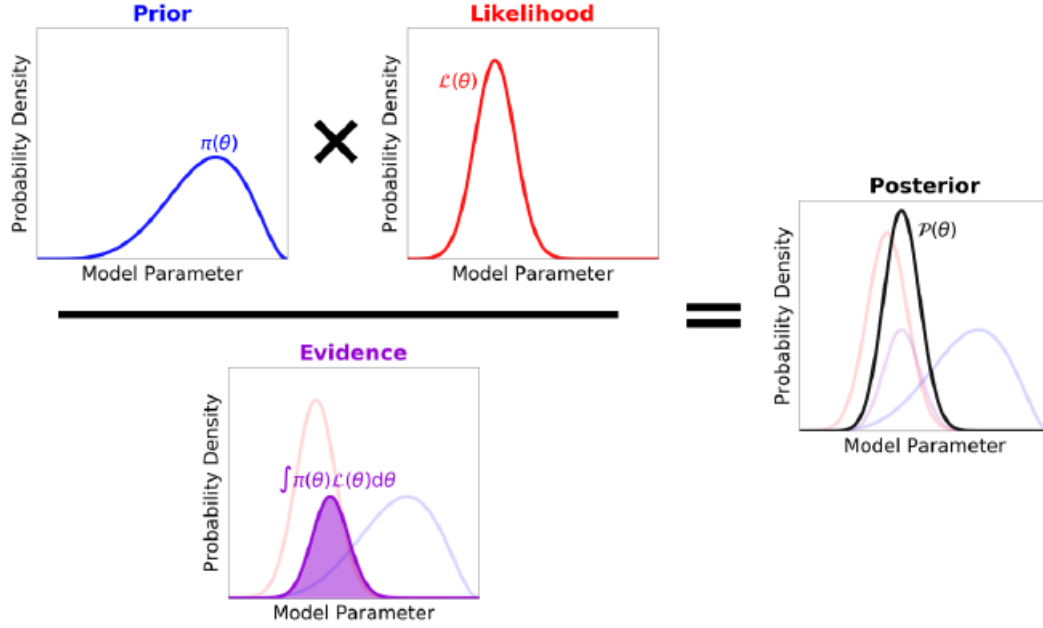 Prior
Probability Density
π(θ)
Model Parameter
×
Likelihood
Probability Density
ℒ(θ)
Model Parameter
Evidence
Probability Density
∫π(θ)ℒ(θ)dθ
Model Parameter
=
Posterior
Probability Density
𝒫(θ)
Model Parameter